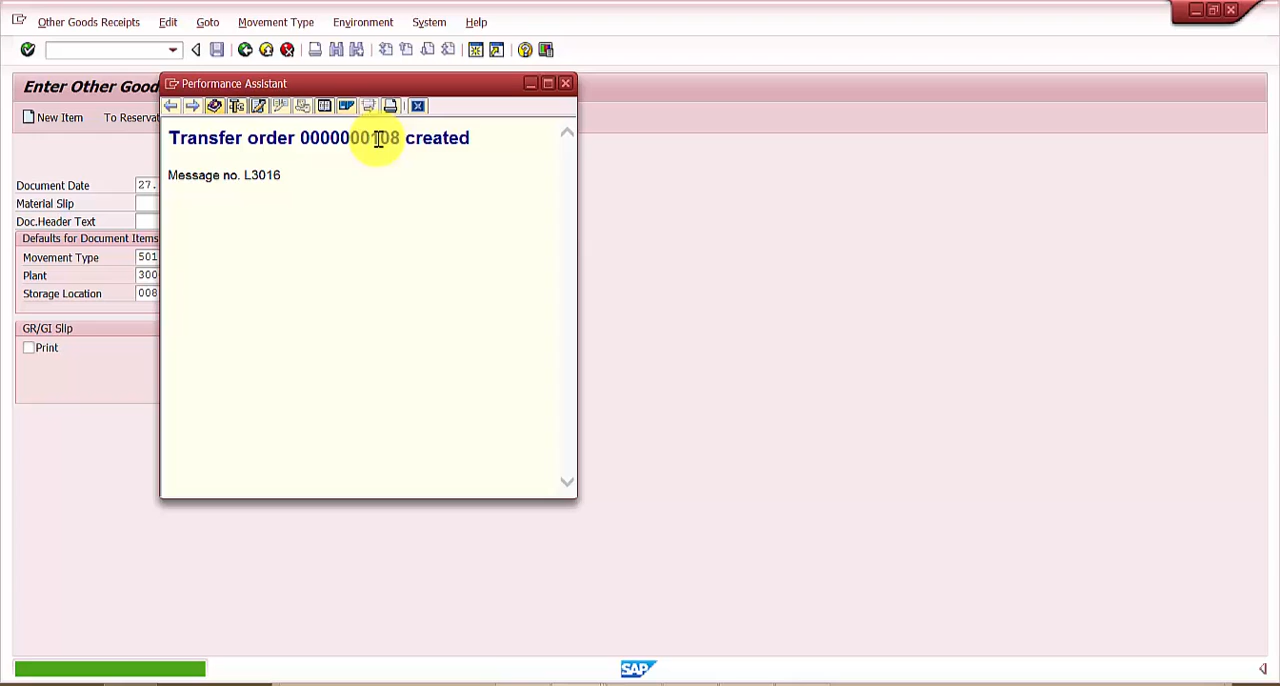 Other Goods Receipts Edit Goto Movement Type Environment System Help
Enter Other Good
Performance Assistant
New Item To Reservat
Transfer order 0000000108 created
Message no. L3016
Document Date 27.
Material Slip
Doc.Header Text
Defaults for Document Items
Movement Type 501
Plant 300
Storage Location 008
GR/GI Slip
Print
SAP